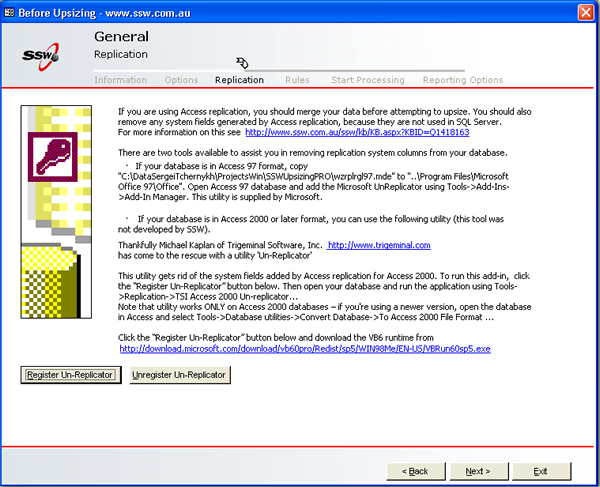 Before Upsizing - www.ssw.com.au
General
Replication
SSW
Information Options Replication Rules Start Processing Reporting Options
If you are using Access replication, you should merge your data before attempting to upsize. You should also
remove any system fields generated by Access replication, because they are not used in SQL Server.
For more information on this see http://www.ssw.com.au/ssw/kb/KB.aspx?KBID=Q1418163
There are two tools available to assist you in removing replication system columns from your database.
· If your database is in Access 97 format, copy
"C:\DataSergeiTchernykh\ProjectsWin\SSWUpsizingPRO\wzrplrgl97.mde" to "..\Program Files\Microsoft
Office 97\Office". Open Access 97 database and add the Microsoft UnReplicator using Tools->Add-Ins-
>Add-In Manager. This utility is supplied by Microsoft.
· If your database is in Access 2000 or later format, you can use the following utility (this tool was
not developed by SSW).
Thankfully Michael Kaplan of Trigeminal Software, Inc. http://www.trigeminal.com
has come to the rescue with a utility 'Un-Replicator'
This utility gets rid of the system fields added by Access replication for Access 2000. To run this add-in, click
the "Register Un-Replicator" button below. Then open your database and run the application using Tools-
>Replication->TSI Access 2000 Un-replicator...
Note that utility works ONLY on Access 2000 databases – if you're using a newer version, open the database
in Access and select Tools->Database utilities->Convert Database->To Access 2000 File Format ...
Click the "Register Un-Replicator" button below and download the VB6 runtime from
http://download.microsoft.com/download/vb60pro/Redist/sp5/WIN98Me/EN-US/VBRun60sp5.exe
Register Un-Replicator Unregister Un-Replicator
< Back Next > Exit